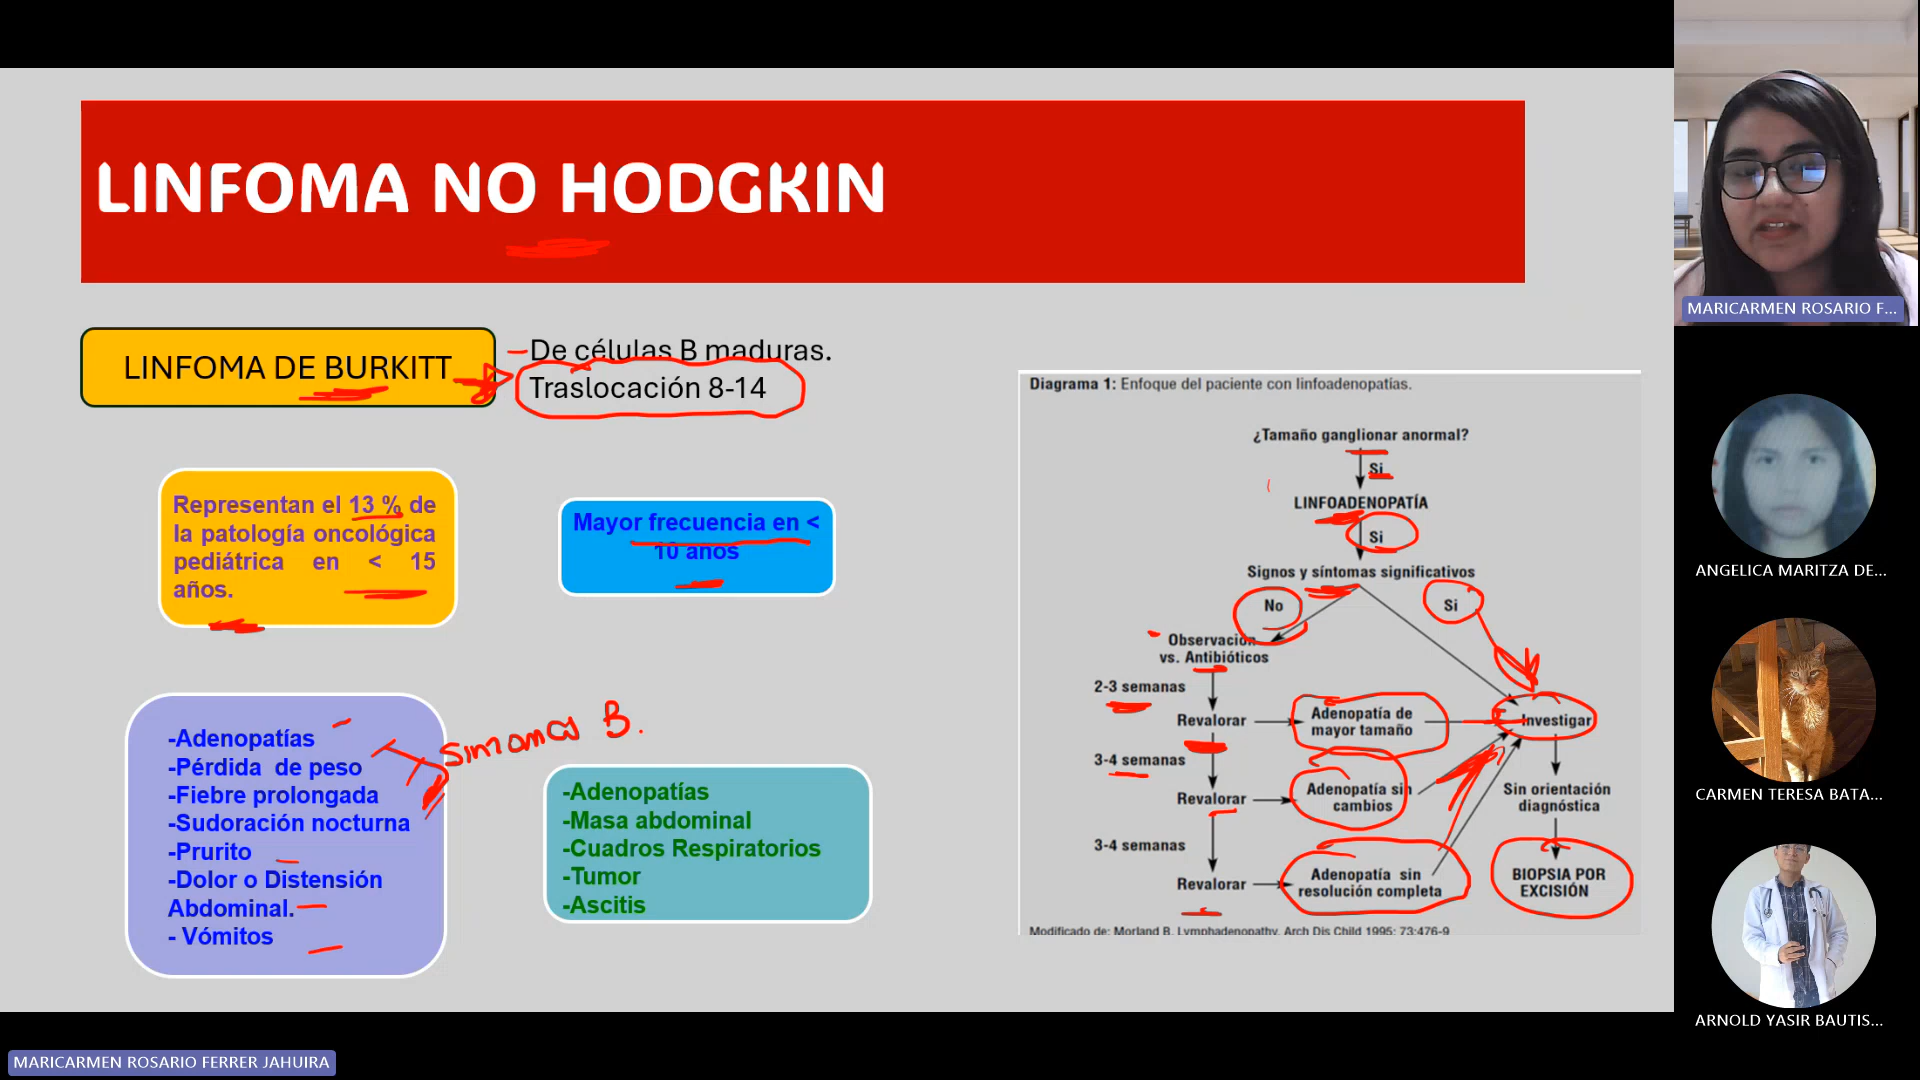 LINFOMA NO HODGKIN
LINFOMA DE BURKITT
De células B maduras.
Traslocación 8-14
Representan el 13 % de
la patología oncológica
pediátrica en < 15
años.
Mayor frecuencia en <
10 años
-Adenopatías
-Pérdida de peso
-Fiebre prolongada
-Sudoración nocturna
-Prurito
-Dolor o Distensión
Abdominal.
- Vómitos
B.
-Adenopatías
-Masa abdominal
-Cuadros Respiratorios
-Tumor
-Ascitis
Diagrama 1: Enfoque del paciente con linfoadenopatías.
¿Tamaño ganglionar anormal?
Si
LINFOADENOPATÍA
Si
Signos y síntomas significativos
No
Si
Observación
vs. Antibióticos
2-3 semanas
Revalorar
Adenopatía de
mayor tamaño
Investigar
3-4 semanas
Revalorar
Adenopatía sin
cambios
Sin orientación
diagnóstica
3-4 semanas
Revalorar
Adenopatía sin
resolución completa
BIOPSIA POR
EXCISIÓN
Modificado de: Morland B. Lymphadenopathy. Arch Dis Child 1995; 73:476-9
MARICARMEN ROSARIO F...
ANGELICA MARITZA DE...
CARMEN TERESA BATA...
ARNOLD YASIR BAUTIS...
MARICARMEN ROSARIO FERRER JAHUIRA